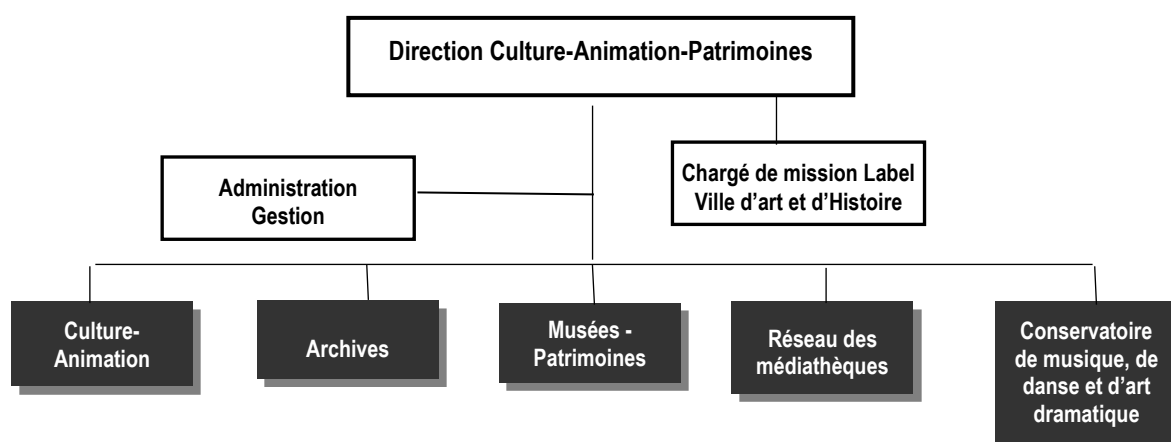 Direction Culture-Animation-Patrimoines
Administration
Gestion
Chargé de mission Label
Ville d'art et d'Histoire
Culture-
Animation
Archives
Musées -
Patrimoines
Réseau des
médiathèques
Conservatoire
de musique, de
danse et d'art
dramatique